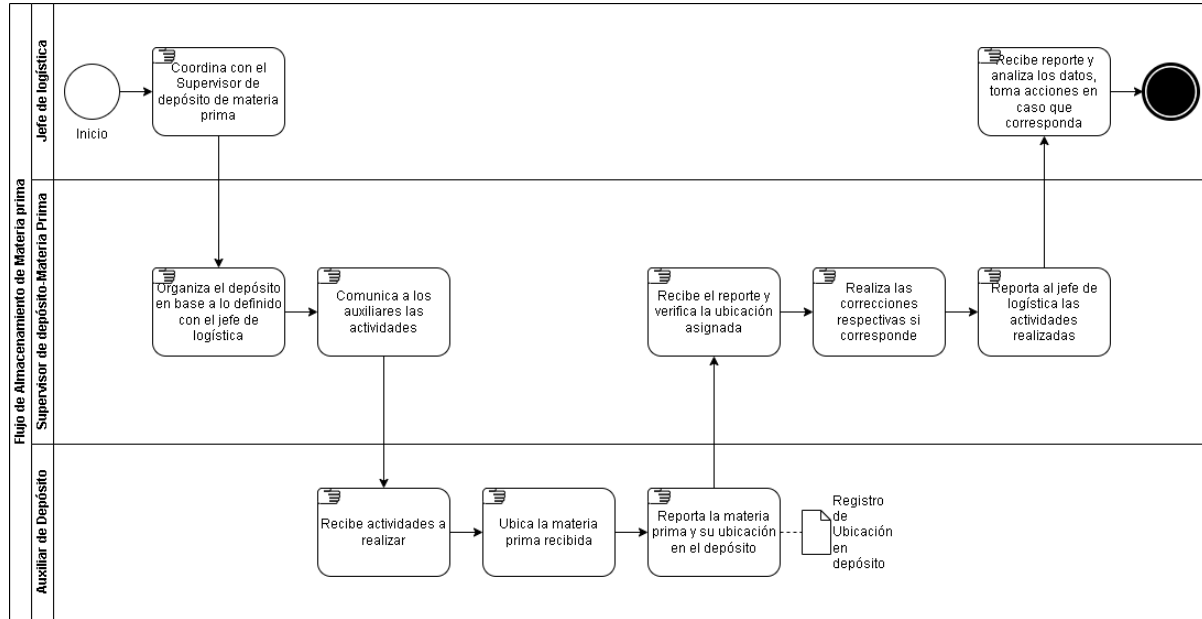 Flujo de Almacenamiento de Materia prima
Jefe de logística
Inicio
Coordina con el
Supervisor de
depósito de materia
prima
Recibe reporte y
analiza los datos,
toma acciones en
caso que
corresponda
Supervisor de depósito-Materia Prima
Organiza el depósito
en base a lo definido
con el jefe de
logística
Comunica a los
auxiliares las
actividades
Recibe el reporte y
verifica la ubicación
asignada
Realiza las
correcciones
respectivas si
corresponde
Reporta al jefe de
logística las
actividades
realizadas
Auxiliar de Depósito
Recibe actividades a
realizar
Ubica la materia
prima recibida
Reporta la materia
prima y su ubicación
en el depósito
Registro
de
Ubicación
en
depósito